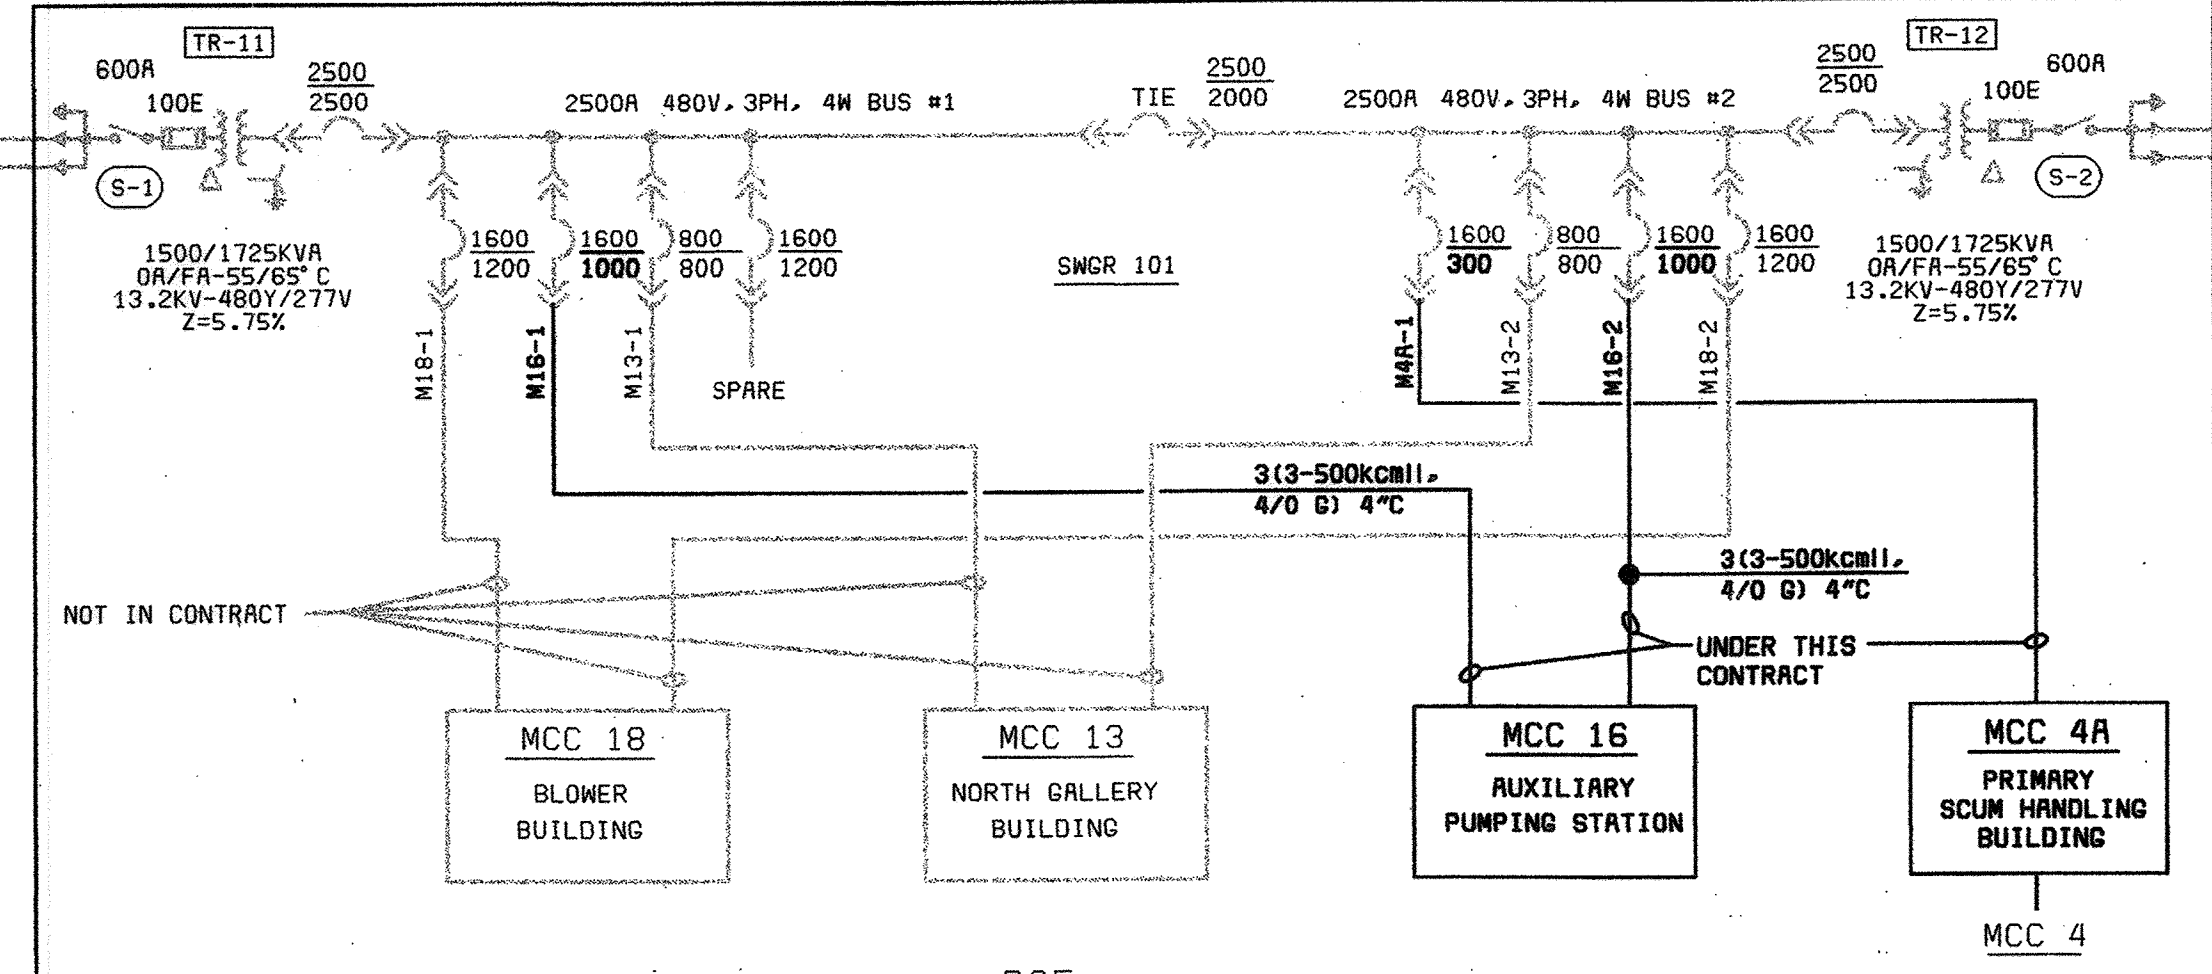 TR-11
600A
100E
2500
2500
2500A 480V, 3PH, 4W BUS #1
TIE
2500
2000
2500A 480V, 3PH, 4W BUS #2
2500
2500
TR-12
600A
100E
S-1
S-2
1500/1725KVA
OA/FA-55/65°C
13.2KV-480Y/277V
Z=5.75%
1600
1200
1600
1000
800
800
1600
1200
SWGR 101
1600
300
800
800
1600
1000
1600
1200
1500/1725KVA
OA/FA-55/65°C
13.2KV-480Y/277V
Z=5.75%
M18-1
M16-1
M13-1
SPARE
M4A-1
M13-2
M16-2
M18-2
3(3-500kcmil,
4/0 G) 4"C
3(3-500kcmil,
4/0 G) 4"C
NOT IN CONTRACT
UNDER THIS
CONTRACT
MCC 18
BLOWER
BUILDING
MCC 13
NORTH GALLERY
BUILDING
MCC 16
AUXILIARY
PUMPING STATION
MCC 4A
PRIMARY
SCUM HANDLING
BUILDING
MCC 4